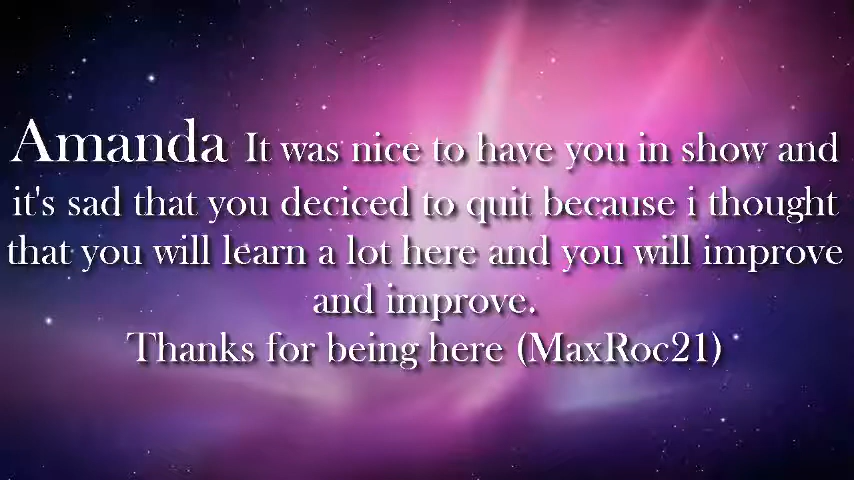 Amanda It was nice to have you in show and
it's sad that you deciced to quit because i thought
that you will learn a lot here and you will improve
and improve.
Thanks for being here (MaxRoc21)